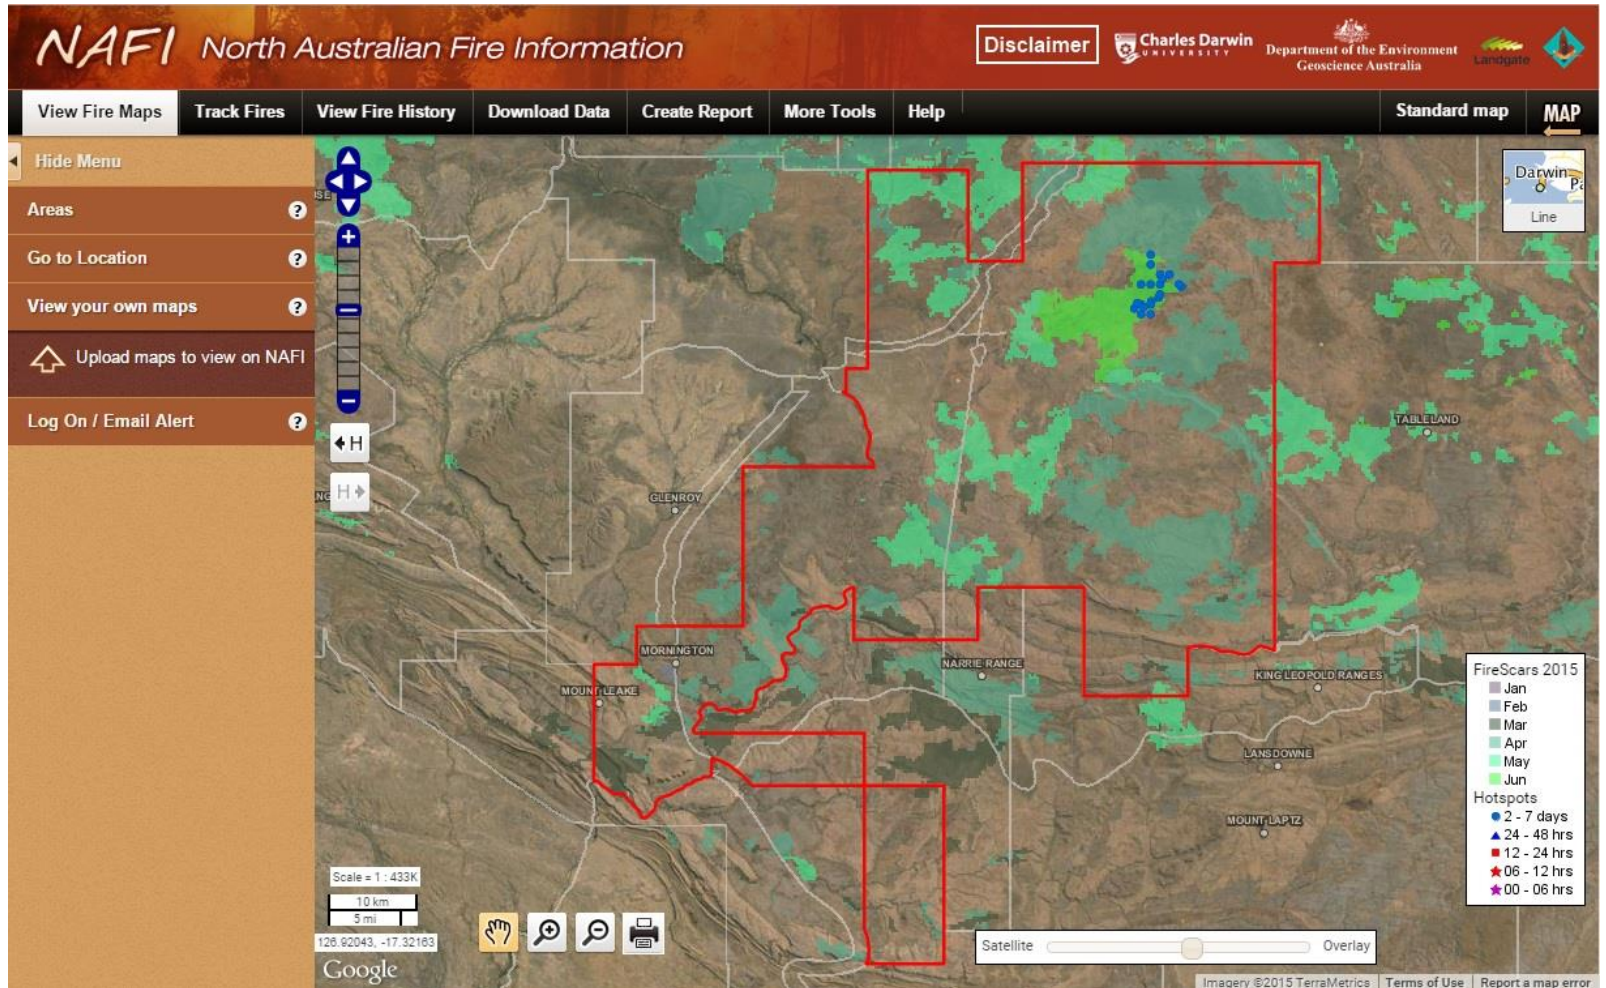 NAFI North Australian Fire Information
Disclaimer
Charles Darwin
UNIVERSITY
Department of the Environment
Geoscience Australia
Landgate
View Fire Maps
Track Fires
View Fire History
Download Data
Create Report
More Tools
Help
Standard map
MAP
Hide Menu
Areas ?
Go to Location ?
View your own maps ?
Upload maps to view on NAFI
Log On / Email Alert ?
H
H
Darwin
Line
TABLELAND
GLENROY
MORNINGTON
MOUNT LEAKE
NARRIE RANGE
KING LEOPOLD RANGES
LANSDOWNE
MOUNT LAPTZ
FireScars 2015
Jan
Feb
Mar
Apr
May
Jun
Hotspots
2 - 7 days
24 - 48 hrs
12 - 24 hrs
06 - 12 hrs
00 - 06 hrs
Scale = 1 : 433K
10 km
5 mi
126.92043, -17.32163
Google
Satellite
Overlay
Imagery ©2015 TerraMetrics
Terms of Use
Report a map error